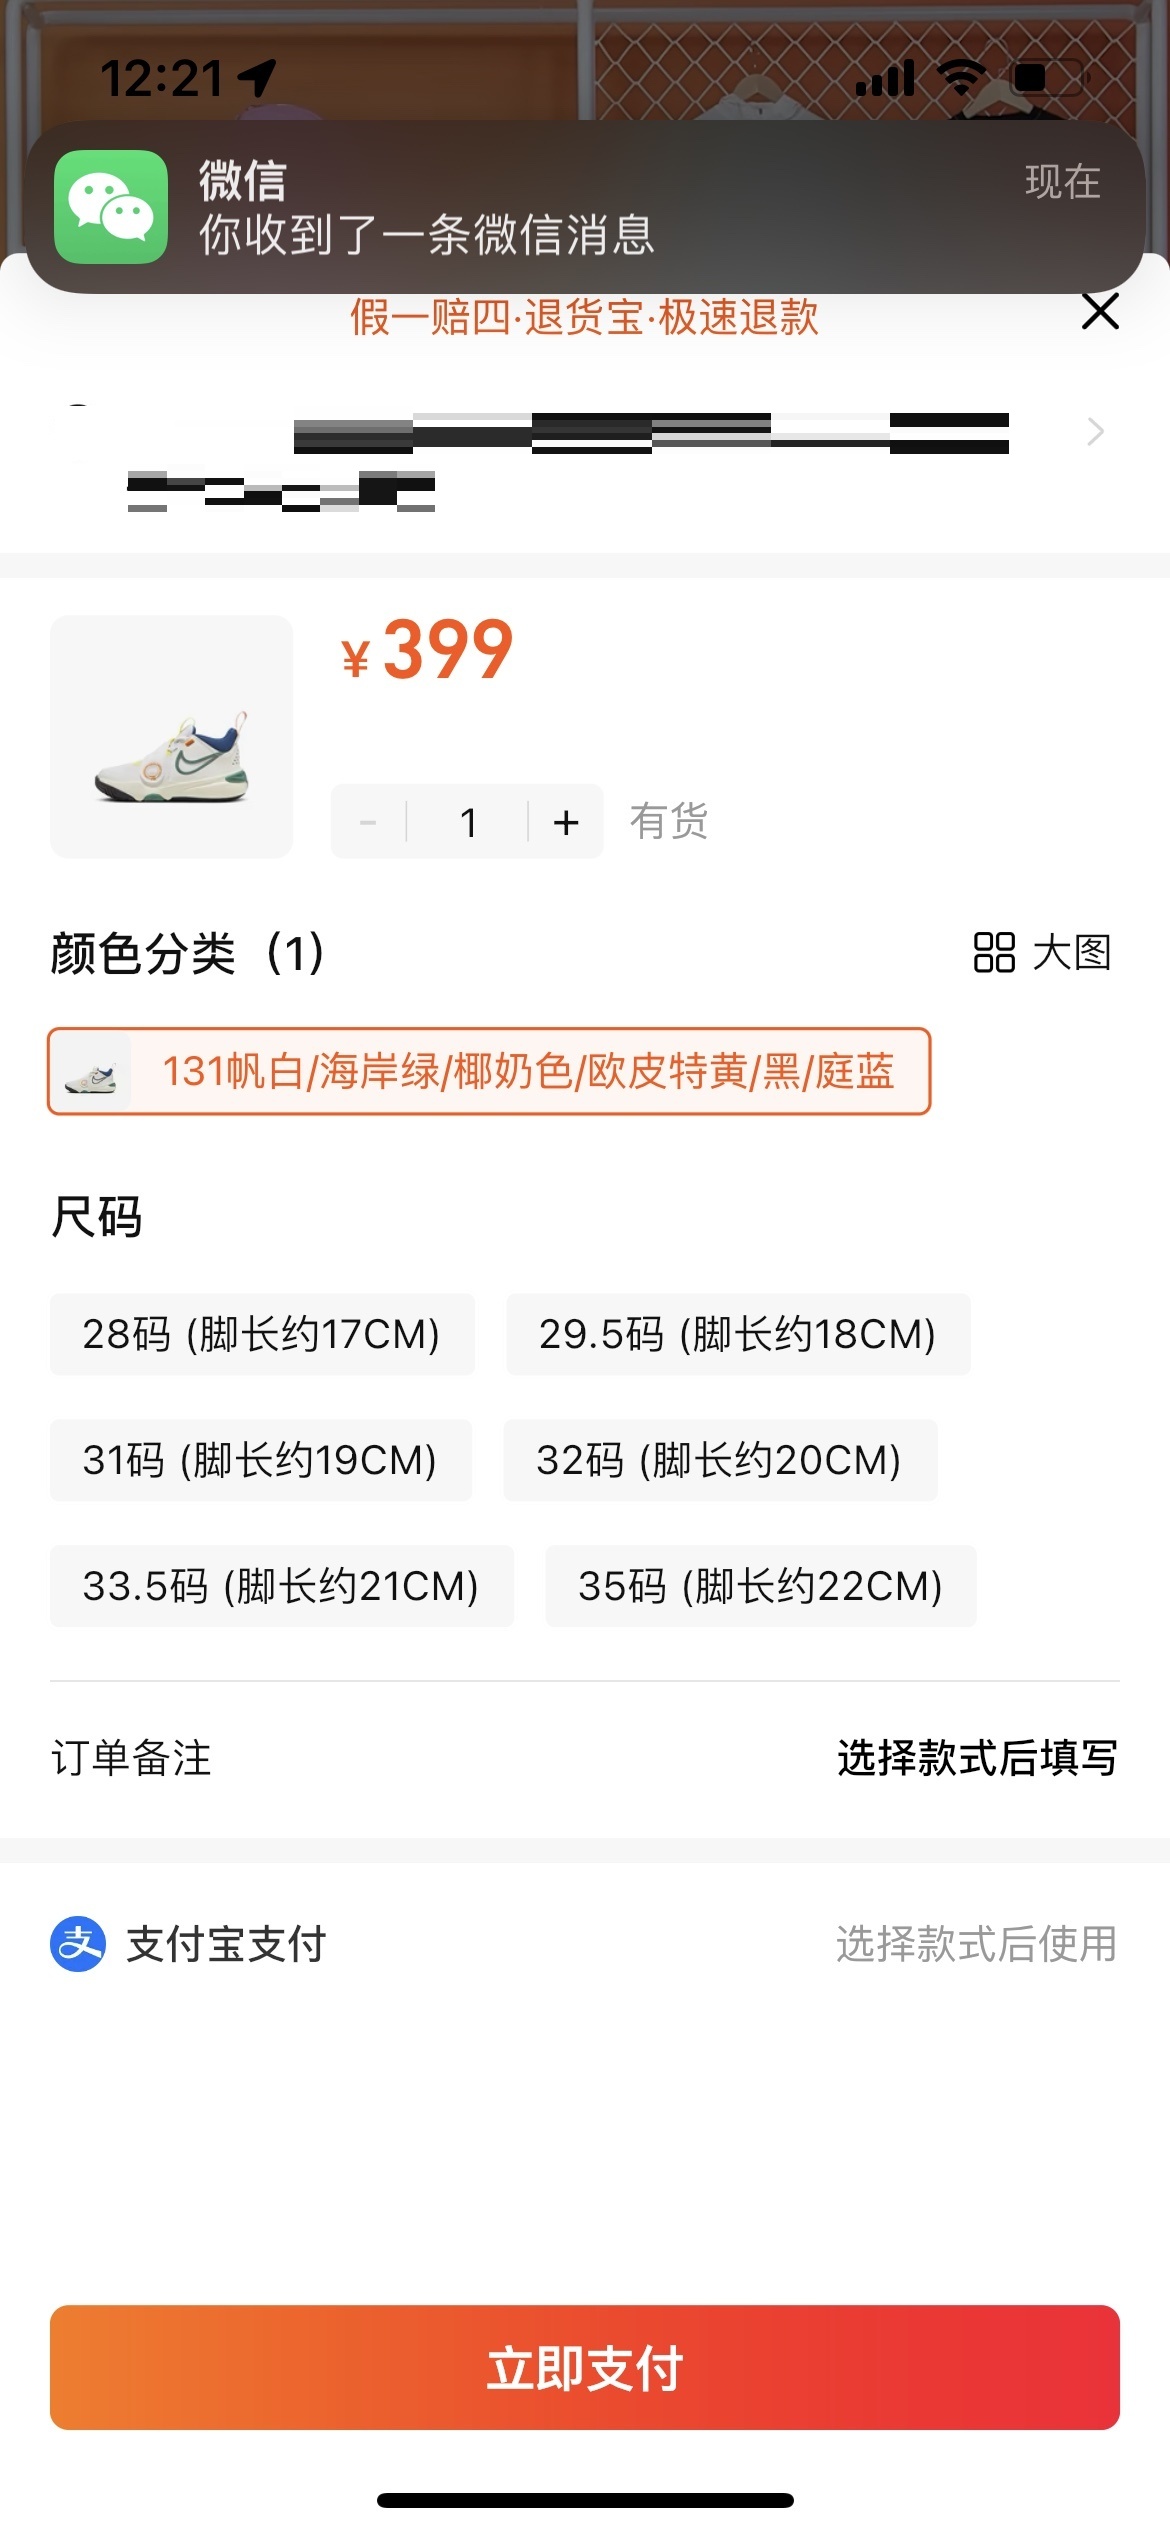 12:21
微信
现在
你收到了一条微信消息
假一赔四·退货宝·极速退款
¥399
1
有货
颜色分类（1）
大图
131帆白/海岸绿/椰奶色/欧皮特黄/黑/庭蓝
尺码
28码 (脚长约17CM)
29.5码 (脚长约18CM)
31码 (脚长约19CM)
32码 (脚长约20CM)
33.5码 (脚长约21CM)
35码 (脚长约22CM)
订单备注
选择款式后填写
支 支付宝支付
选择款式后使用
立即支付